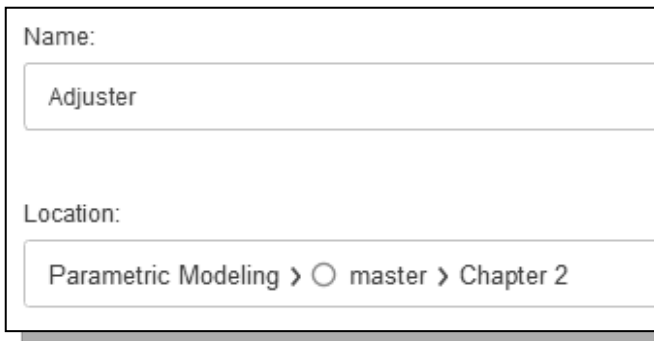 Name:
Adjuster
Location:
Parametric Modeling > master > Chapter 2